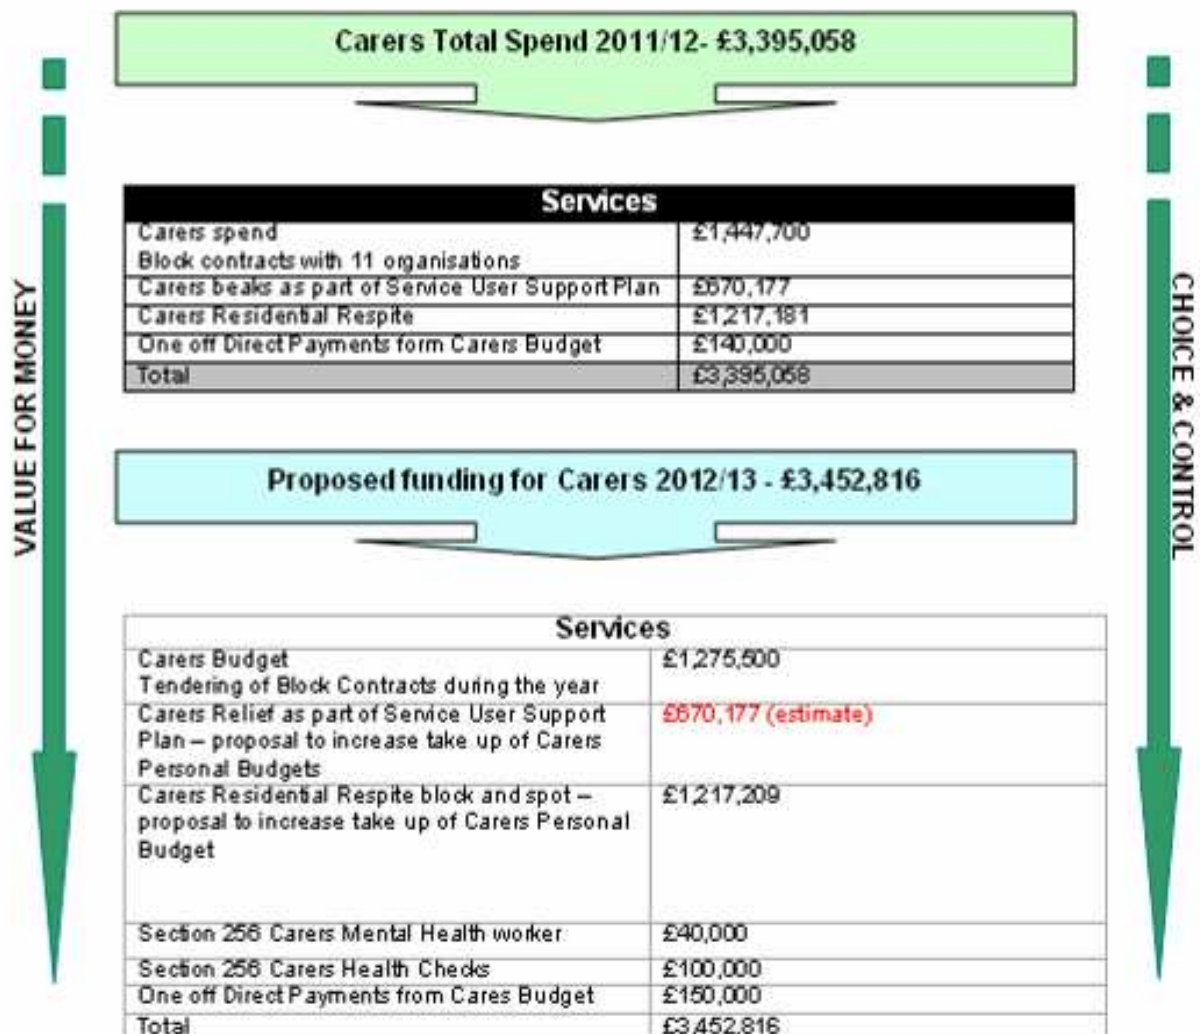 Carers Total Spend 2011/12- £3,395,058
Services
Carers spend £1,447,700
Block contracts with 11 organisations
Carers beaks as part of Service User Support Plan £670,177
Carers Residential Respite £1,217,181
One off Direct Payments form Carers Budget £140,000
Total £3,395,058
VALUE FOR MONEY
CHOICE & CONTROL
Proposed funding for Carers 2012/13 - £3,452,816
Services
Carers Budget £1,275,500
Tendering of Block Contracts during the year
Carers Relief as part of Service User Support £670,177 (estimate)
Plan – proposal to increase take up of Carers
Personal Budgets
Carers Residential Respite block and spot – £1,217,209
proposal to increase take up of Carers Personal
Budget
Section 256 Carers Mental Health worker £40,000
Section 256 Carers Health Checks £100,000
One off Direct Payments from Cares Budget £150,000
Total £3,452,816